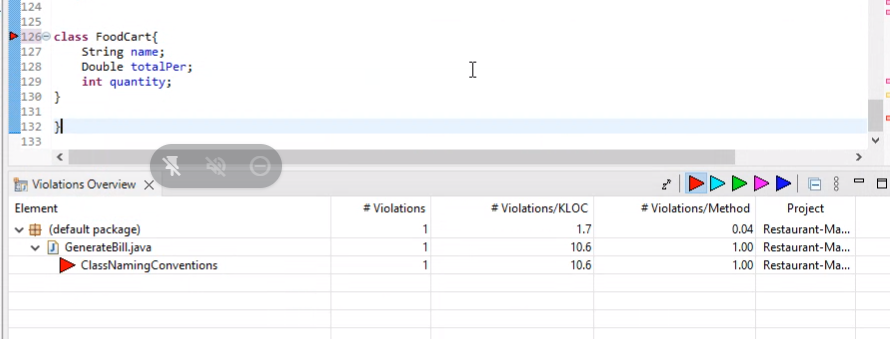 124
125
126 class FoodCart{
127 String name;
128 Double totalPer;
129 int quantity;
130 }
131
132 }
133
Violations Overview
Element # Violations # Violations/KLOC # Violations/Method Project
(default package) 1 1.7 0.04 Restaurant-Ma...
GenerateBill.java 1 10.6 1.00 Restaurant-Ma...
ClassNamingConventions 1 10.6 1.00 Restaurant-Ma...